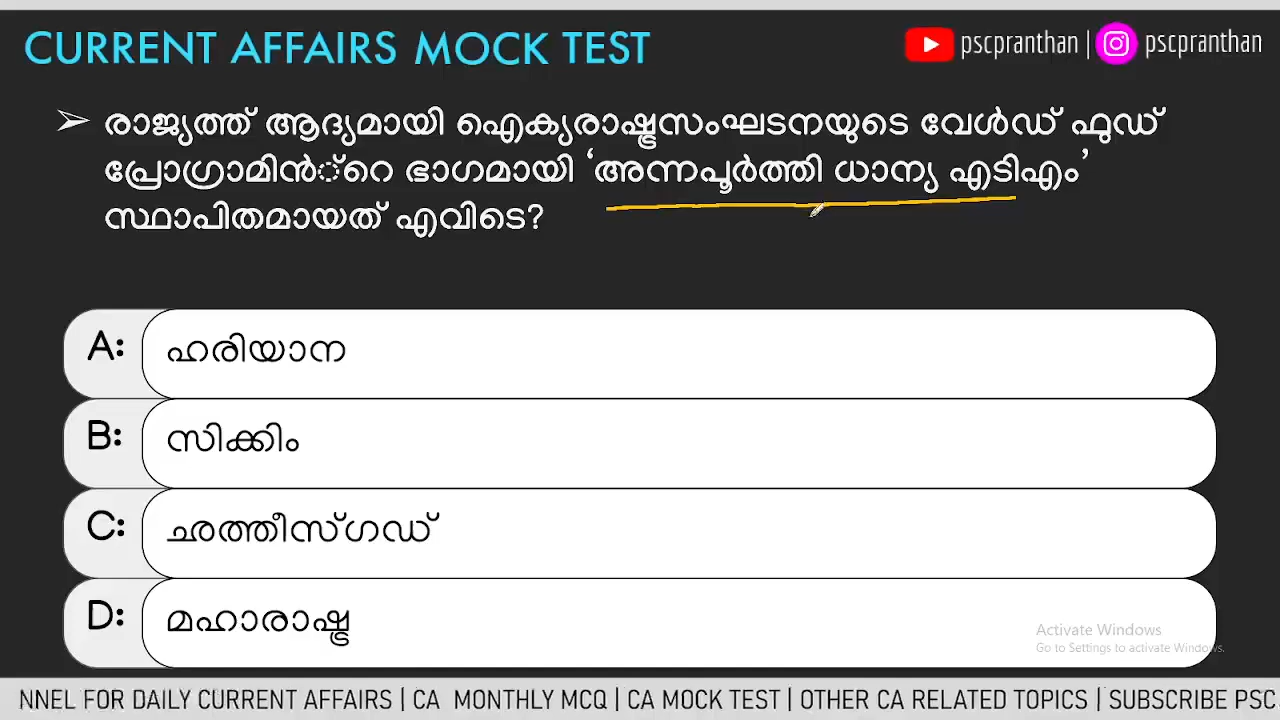 CURRENT AFFAIRS MOCK TEST
pscpranthan | pscpranthan
➢ രാജ്യത്ത് ആദ്യമായി ഐക്യരാഷ്ട്രസംഘടനയുടെ വേൾഡ് ഫുഡ്
പ്രോഗ്രാമിൻ്റെ ഭാഗമായി ‘അന്നപൂർത്തി ധാന്യ എടിഎം’
സ്ഥാപിതമായത് എവിടെ?
A: ഹരിയാന
B: സിക്കിം
C: ഛത്തീസ്ഗഡ്
D: മഹാരാഷ്ട്ര
Activate Windows
Go to Settings to activate Windows.
NNEL FOR DAILY CURRENT AFFAIRS | CA MONTHLY MCQ | CA MOCK TEST | OTHER CA RELATED TOPICS | SUBSCRIBE PSC